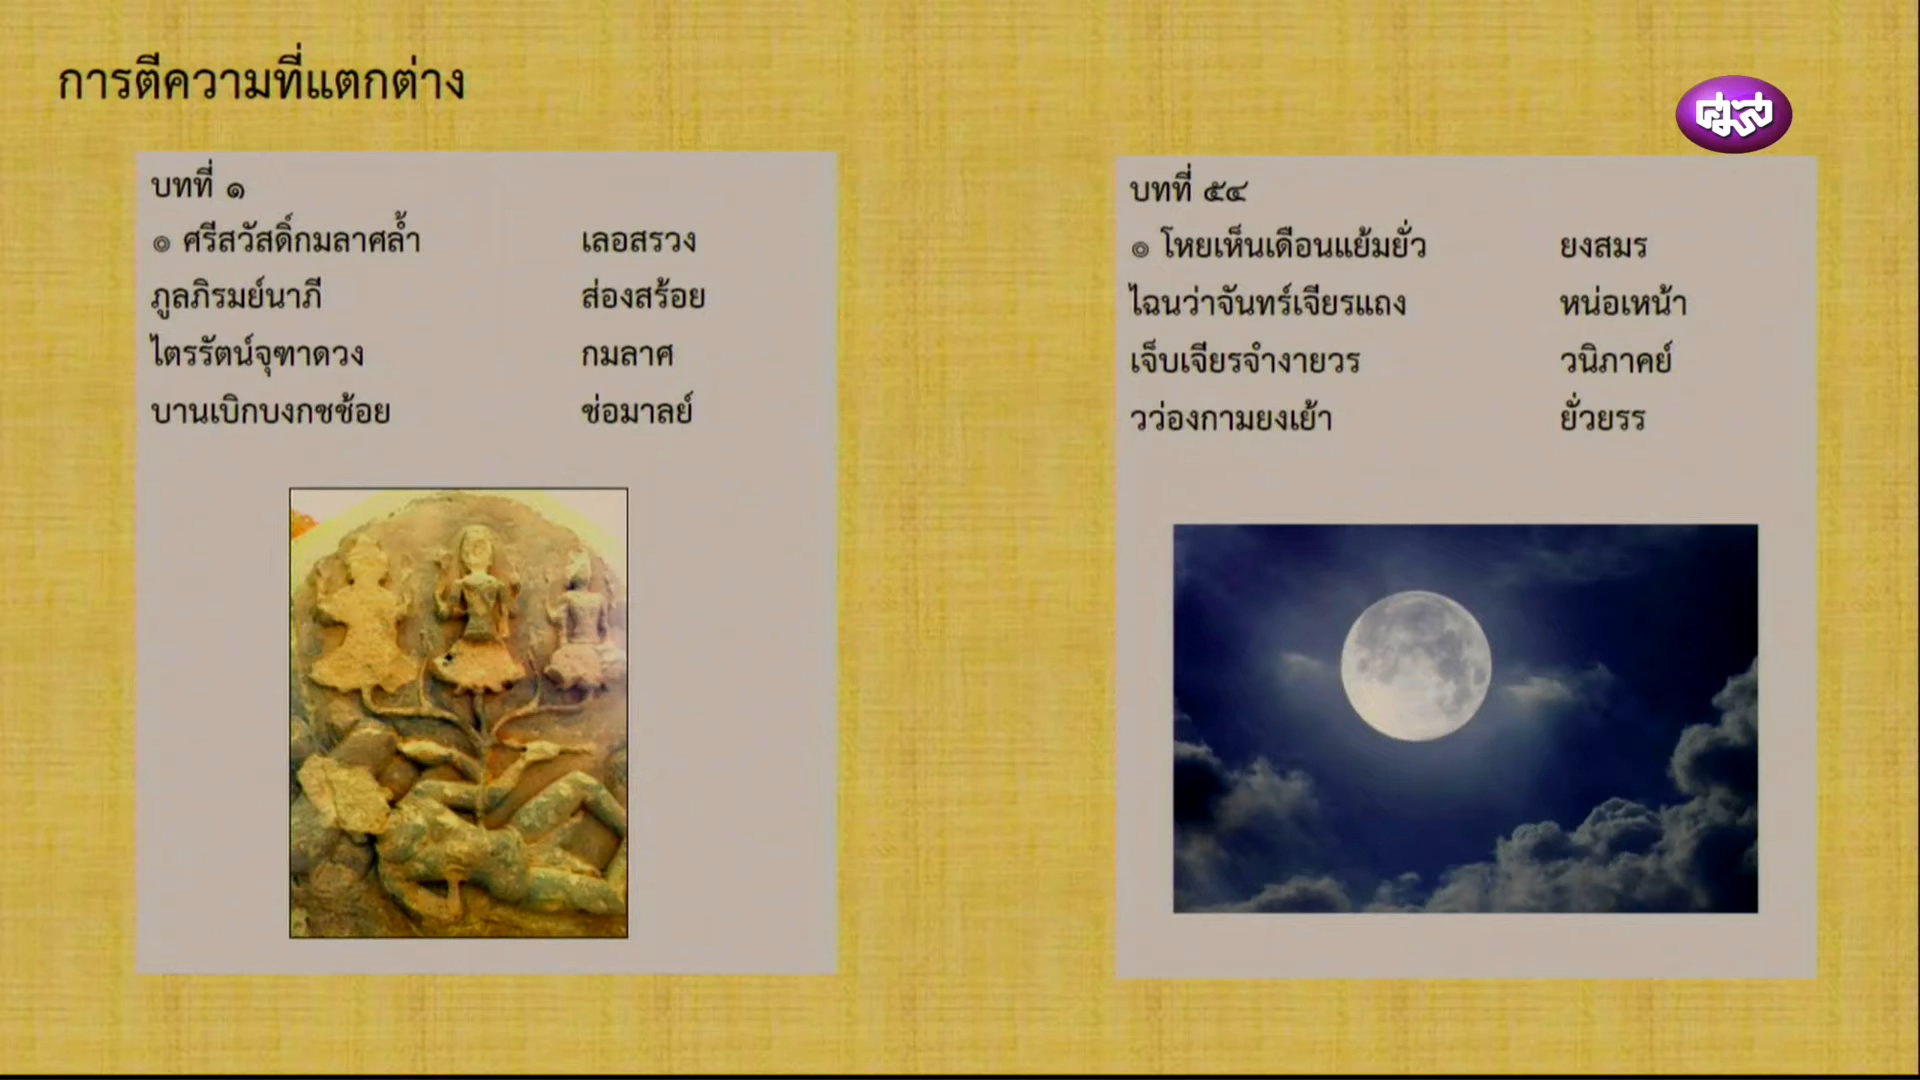 การตีความที่แตกต่าง
ศมส
บทที่ ๑
๏ ศรีสวัสดิ์กมลาศล้ำ เลอสรวง
ภูลภิรมย์นาภี ส่องสร้อย
ไตรรัตน์จุฑาดวง กมลาศ
บานเบิกบงกชช้อย ช่อมาลย์
บทที่ ๕๔
๏ โหยเห็นเดือนแย้มยั่ว ยงสมร
ไฉนว่าจันทร์เจียรแถง หน่อเหน้า
เจ็บเจียรจำงายวร วนิภาคย์
วว่องกามยงเย้า ยั่วยรร